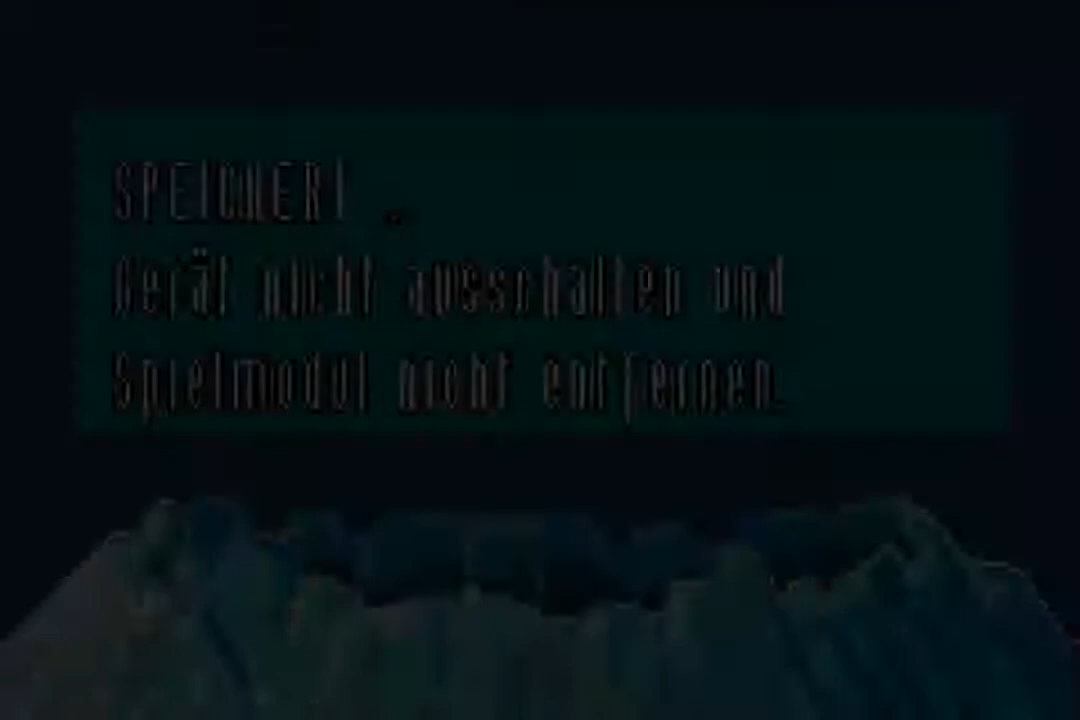 SPEICHERT .
Gerät nicht ausschalten und
Spielmodul nicht entfernen.